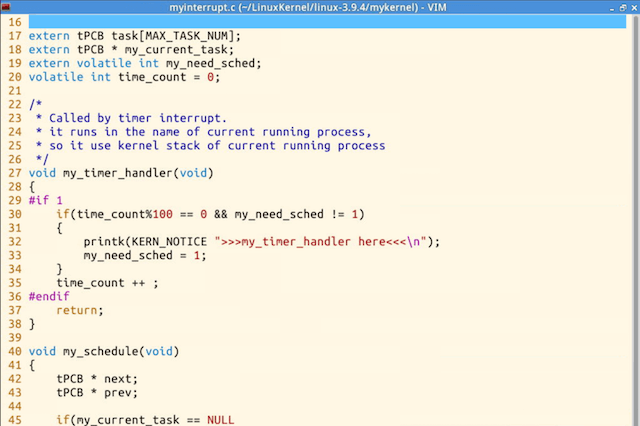 myinterrupt.c (~/LinuxKernel/linux-3.9.4/mykernel) - VIM
16
17 extern tPCB task[MAX_TASK_NUM];
18 extern tPCB * my_current_task;
19 extern volatile int my_need_sched;
20 volatile int time_count = 0;
21
22 /*
23  * Called by timer interrupt.
24  * it runs in the name of current running process,
25  * so it use kernel stack of current running process
26  */
27 void my_timer_handler(void)
28 {
29 #if 1
30     if(time_count%100 == 0 && my_need_sched != 1)
31     {
32         printk(KERN_NOTICE ">>>my_timer_handler here<<<\n");
33         my_need_sched = 1;
34     }
35     time_count ++ ;
36 #endif
37     return;
38 }
39
40 void my_schedule(void)
41 {
42     tPCB * next;
43     tPCB * prev;
44
45     if(my_current_task == NULL